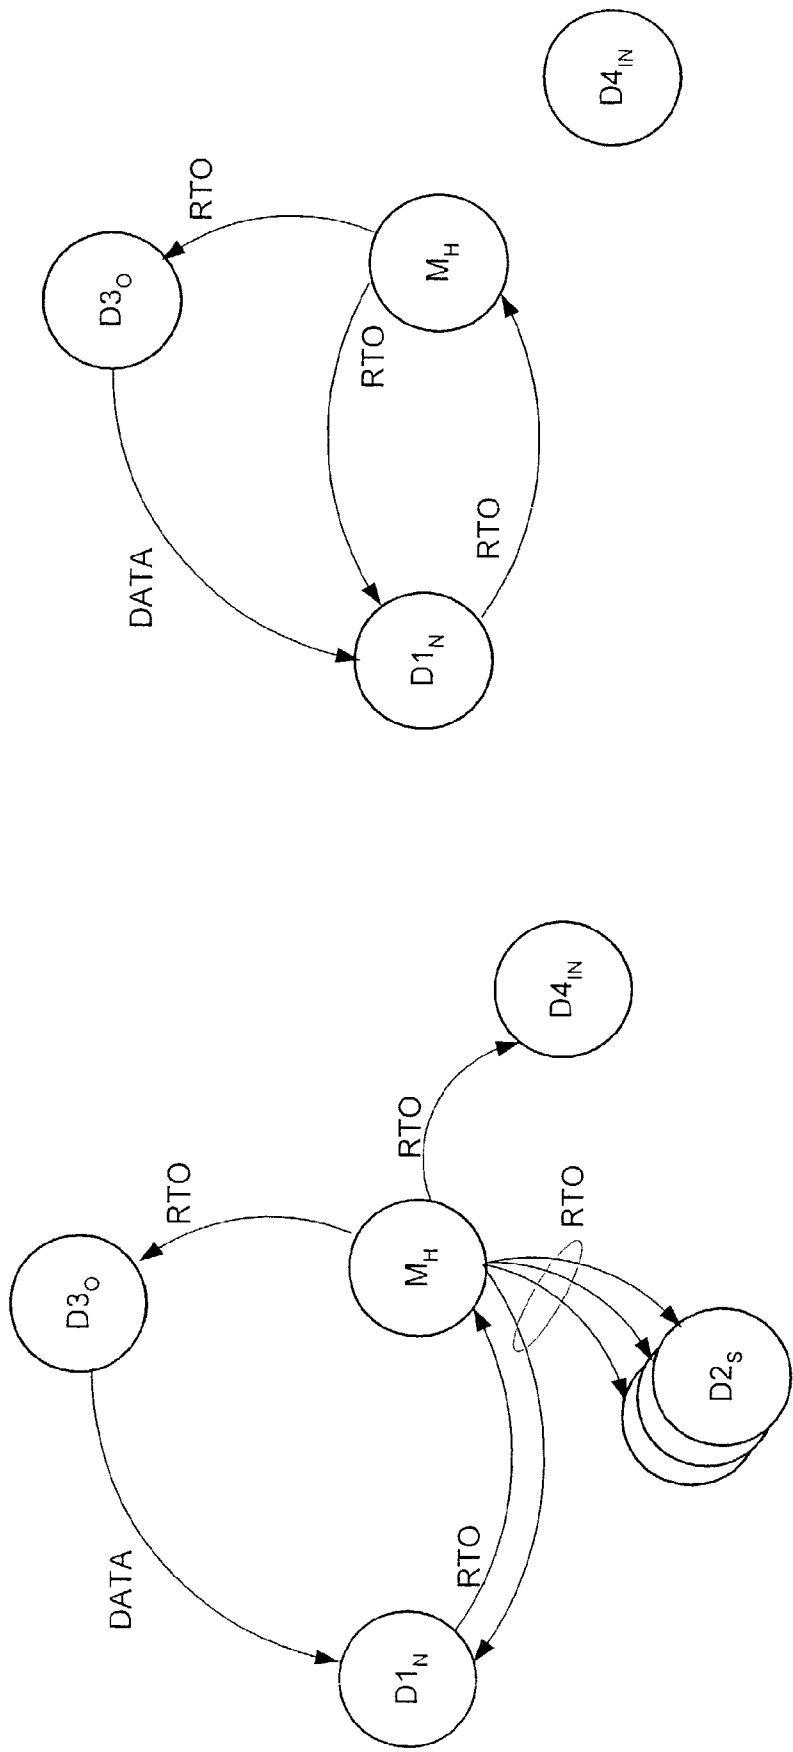 D3O
RTO
DATA
MH
RTO
D1N
RTO
D4IN
D3O
RTO
DATA
MH
RTO
D4IN
RTO
D1N
RTO
D2S